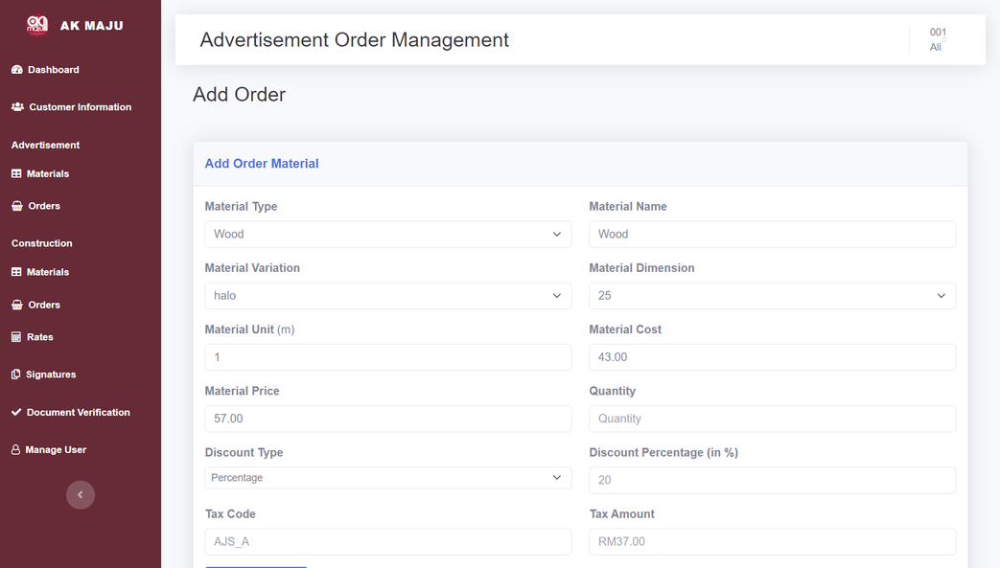 AK MAJU
Dashboard
Customer Information
Advertisement
Materials
Orders
Construction
Materials
Orders
Rates
Signatures
Document Verification
Manage User
Advertisement Order Management
001
Ali
Add Order
Add Order Material
Material Type
Material Name
Wood
Wood
Material Variation
Material Dimension
halo
25
Material Unit (m)
Material Cost
1
43.00
Material Price
Quantity
57.00
Quantity
Discount Type
Discount Percentage (in %)
Percentage
20
Tax Code
Tax Amount
AJS_A
RM37.00